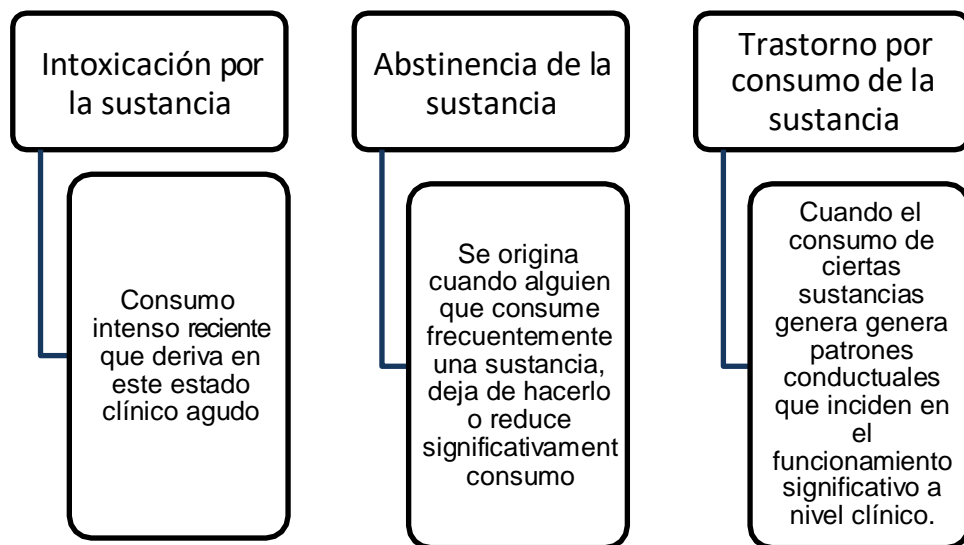 Intoxicación por
la sustancia
Consumo
intenso reciente
que deriva en
este estado
clínico agudo
Abstinencia de la
sustancia
Se origina
cuando alguien
que consume
frecuentemente
una sustancia,
deja de hacerlo
o reduce
significativament
consumo
Trastorno por
consumo de la
sustancia
Cuando el
consumo de
ciertas
sustancias
genera genera
patrones
conductuales
que inciden en
el
funcionamiento
significativo a
nivel clínico.